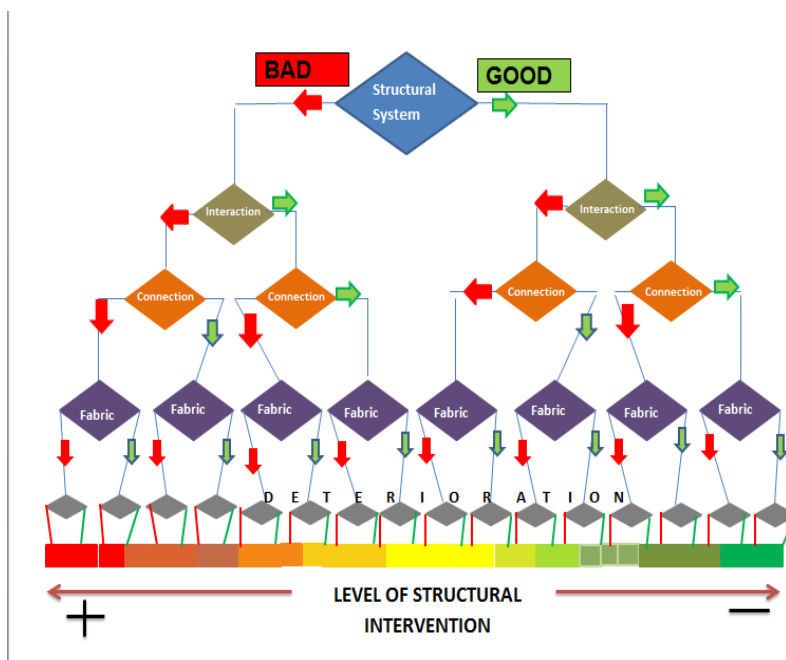 BAD
GOOD
Structural
System
Interaction
Interaction
Connection
Connection
Connection
Connection
Fabric
Fabric
Fabric
Fabric
Fabric
Fabric
Fabric
Fabric
DETERIORATION
LEVEL OF STRUCTURAL
INTERVENTION
+
−